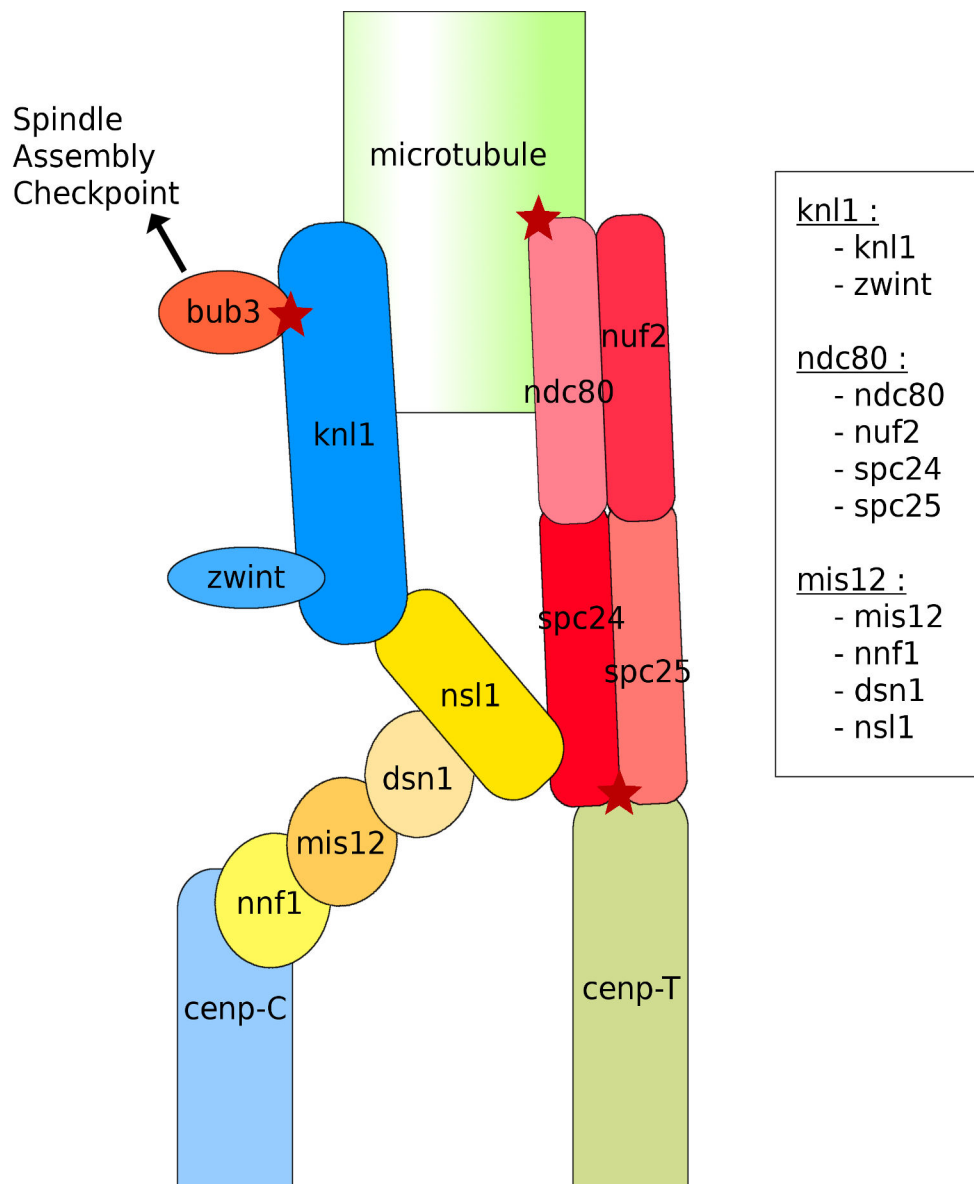 Spindle
Assembly
Checkpoint
microtubule
bub3
knl1
ndc80
nuf2
zwint
spc24
spc25
nsl1
dsn1
mis12
nnf1
cenp-C
cenp-T
knl1 :
- knl1
- zwint
ndc80 :
- ndc80
- nuf2
- spc24
- spc25
mis12 :
- mis12
- nnf1
- dsn1
- nsl1